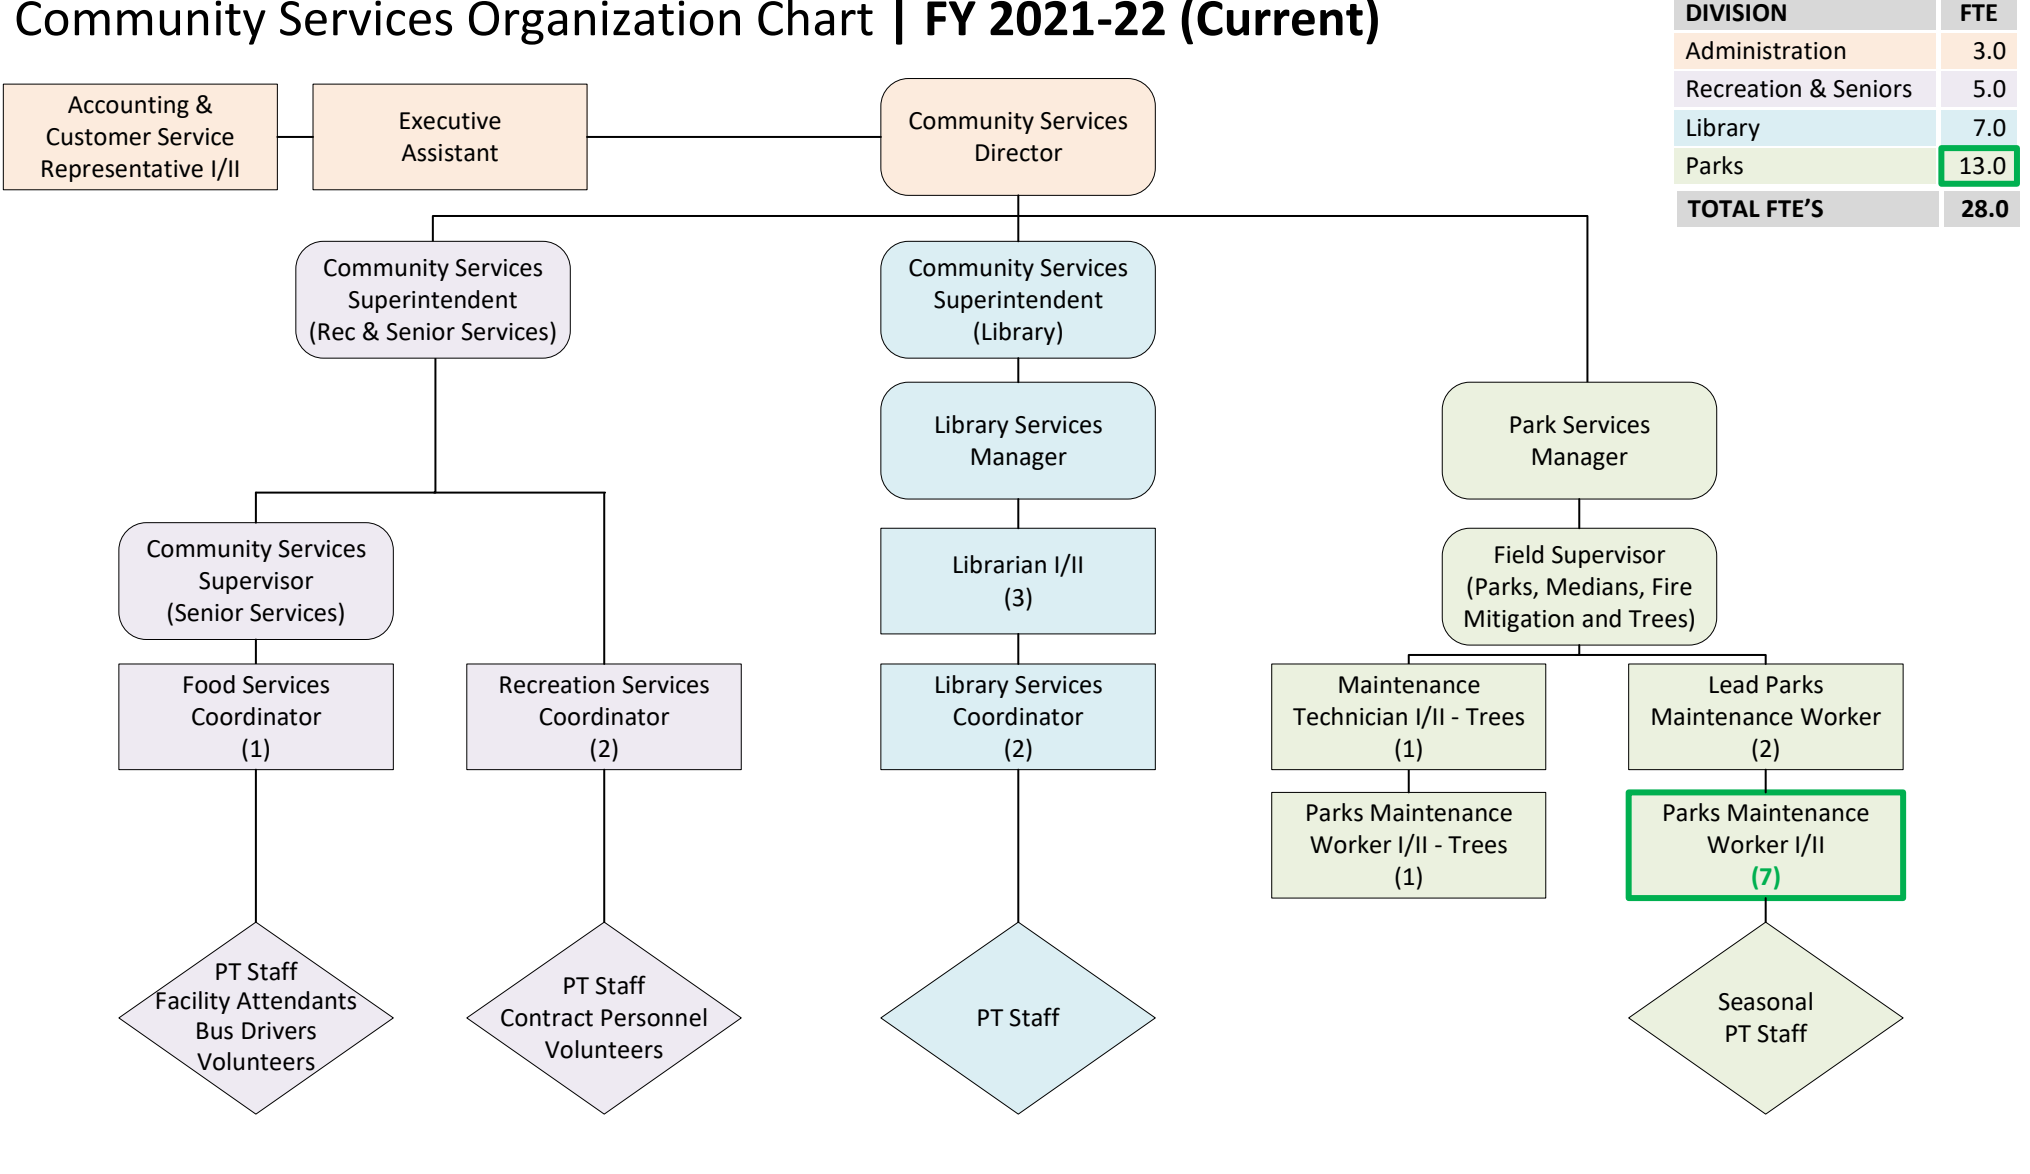 Community Services Organization Chart | FY 2021-22 (Current)
DIVISION FTE
Administration 3.0
Recreation & Seniors 5.0
Library 7.0
Parks 13.0
TOTAL FTE’S 28.0
Accounting &
Customer Service
Representative I/II
Executive
Assistant
Community Services
Director
Community Services
Superintendent
(Rec & Senior Services)
Community Services
Superintendent
(Library)
Library Services
Manager
Park Services
Manager
Community Services
Supervisor
(Senior Services)
Librarian I/II
(3)
Field Supervisor
(Parks, Medians, Fire
Mitigation and Trees)
Food Services
Coordinator
(1)
Recreation Services
Coordinator
(2)
Library Services
Coordinator
(2)
Maintenance
Technician I/II - Trees
(1)
Lead Parks
Maintenance Worker
(2)
Parks Maintenance
Worker I/II - Trees
(1)
Parks Maintenance
Worker I/II
(7)
PT Staff
Facility Attendants
Bus Drivers
Volunteers
PT Staff
Contract Personnel
Volunteers
PT Staff
Seasonal
PT Staff